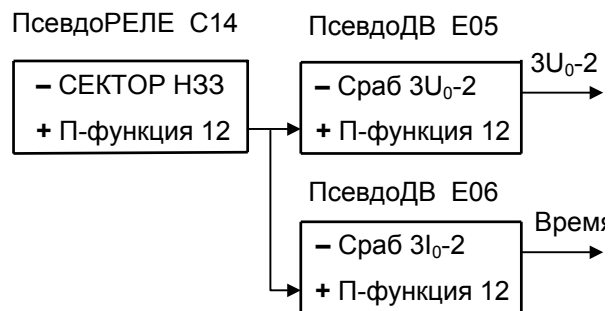 ПсевдоРЕЛЕ С14
– СЕКТОР НЗЗ
+ П-функция 12
ПсевдоДВ Е05
– Сраб 3U₀-2
+ П-функция 12
3U₀-2
ПсевдоДВ Е06
– Сраб 3I₀-2
+ П-функция 12
Время